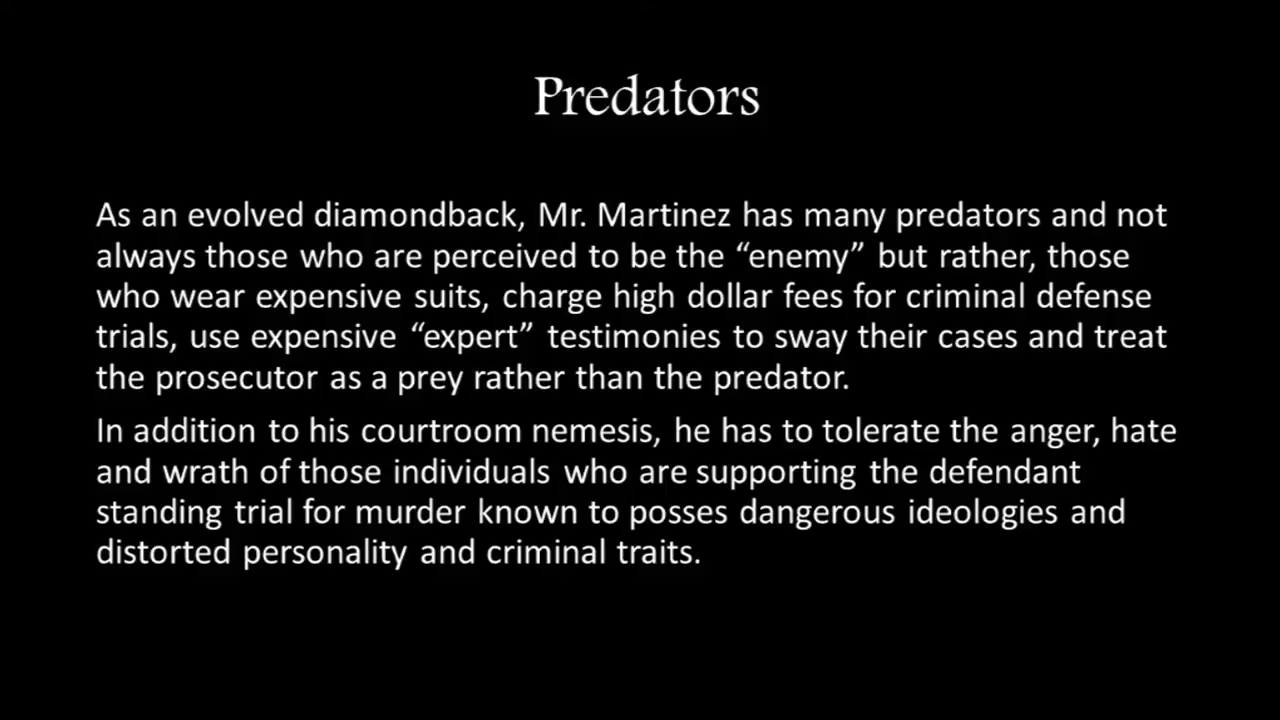 Predators
As an evolved diamondback, Mr. Martinez has many predators and not
always those who are perceived to be the “enemy” but rather, those
who wear expensive suits, charge high dollar fees for criminal defense
trials, use expensive “expert” testimonies to sway their cases and treat
the prosecutor as a prey rather than the predator.
In addition to his courtroom nemesis, he has to tolerate the anger, hate
and wrath of those individuals who are supporting the defendant
standing trial for murder known to posses dangerous ideologies and
distorted personality and criminal traits.